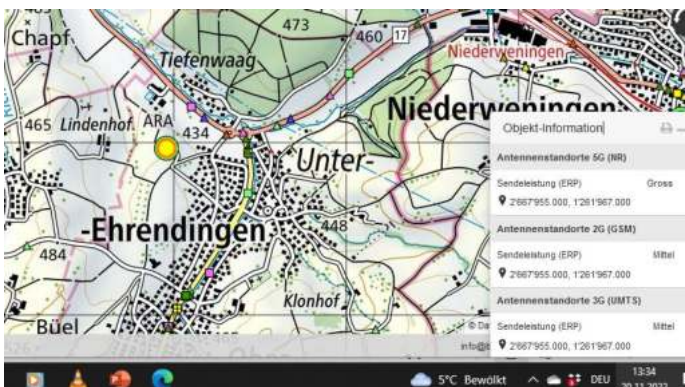 Chapf
473
460
17
Tiefenwaag
Niederweningen
Niederweningen
465
Lindenhof
ARA
434
Unter-
-Ehrendingen
448
484
Klonhof
Büel
Objekt-Information
Antennenstandorte 5G (NR)
Sendeleistung (ERP) Gross
2'667'955.000, 1'261'967.000
Antennenstandorte 2G (GSM)
Sendeleistung (ERP) Mittel
2'667'955.000, 1'261'967.000
Antennenstandorte 3G (UMTS)
Sendeleistung (ERP) Mittel
2'667'955.000, 1'261'967.000
© Da
info@b
5°C Bewölkt
DEU
13:34